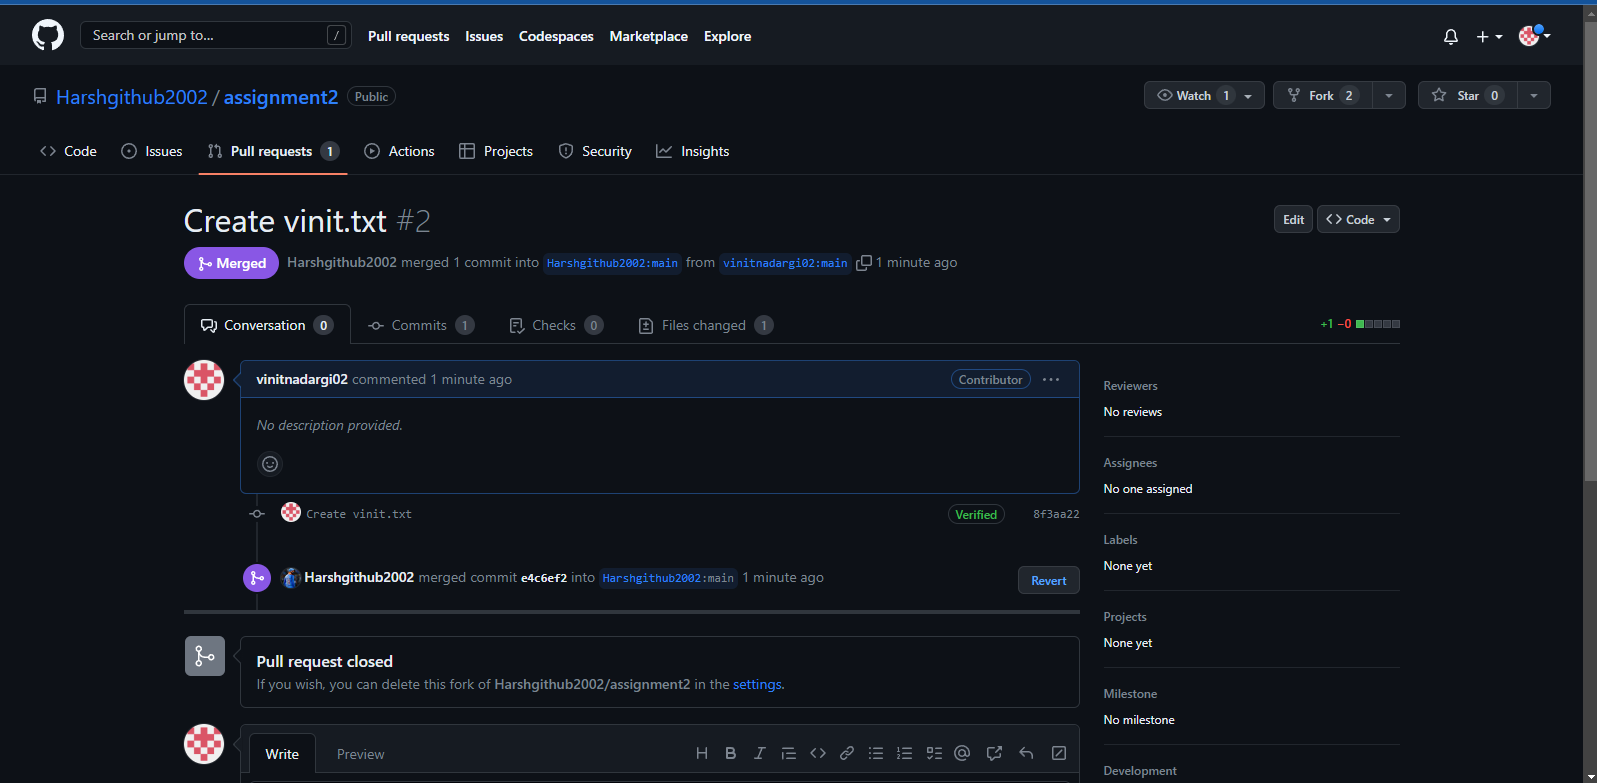 Search or jump to... /
Pull requests Issues Codespaces Marketplace Explore
Harshgithub2002 / assignment2 Public
Watch 1 Fork 2 Star 0
Code Issues Pull requests 1 Actions Projects Security Insights
Create vinit.txt #2
Edit <> Code
Merged Harshgithub2002 merged 1 commit into Harshgithub2002:main from vinitnadargi02:main 1 minute ago
Conversation 0 Commits 1 Checks 0 Files changed 1
+1 −0
vinitnadargi02 commented 1 minute ago Contributor ...
No description provided.
Create vinit.txt Verified 8f3aa22
Harshgithub2002 merged commit e4c6ef2 into Harshgithub2002:main 1 minute ago Revert
Pull request closed
If you wish, you can delete this fork of Harshgithub2002/assignment2 in the settings.
Write Preview
Reviewers
No reviews
Assignees
No one assigned
Labels
None yet
Projects
None yet
Milestone
No milestone
Development